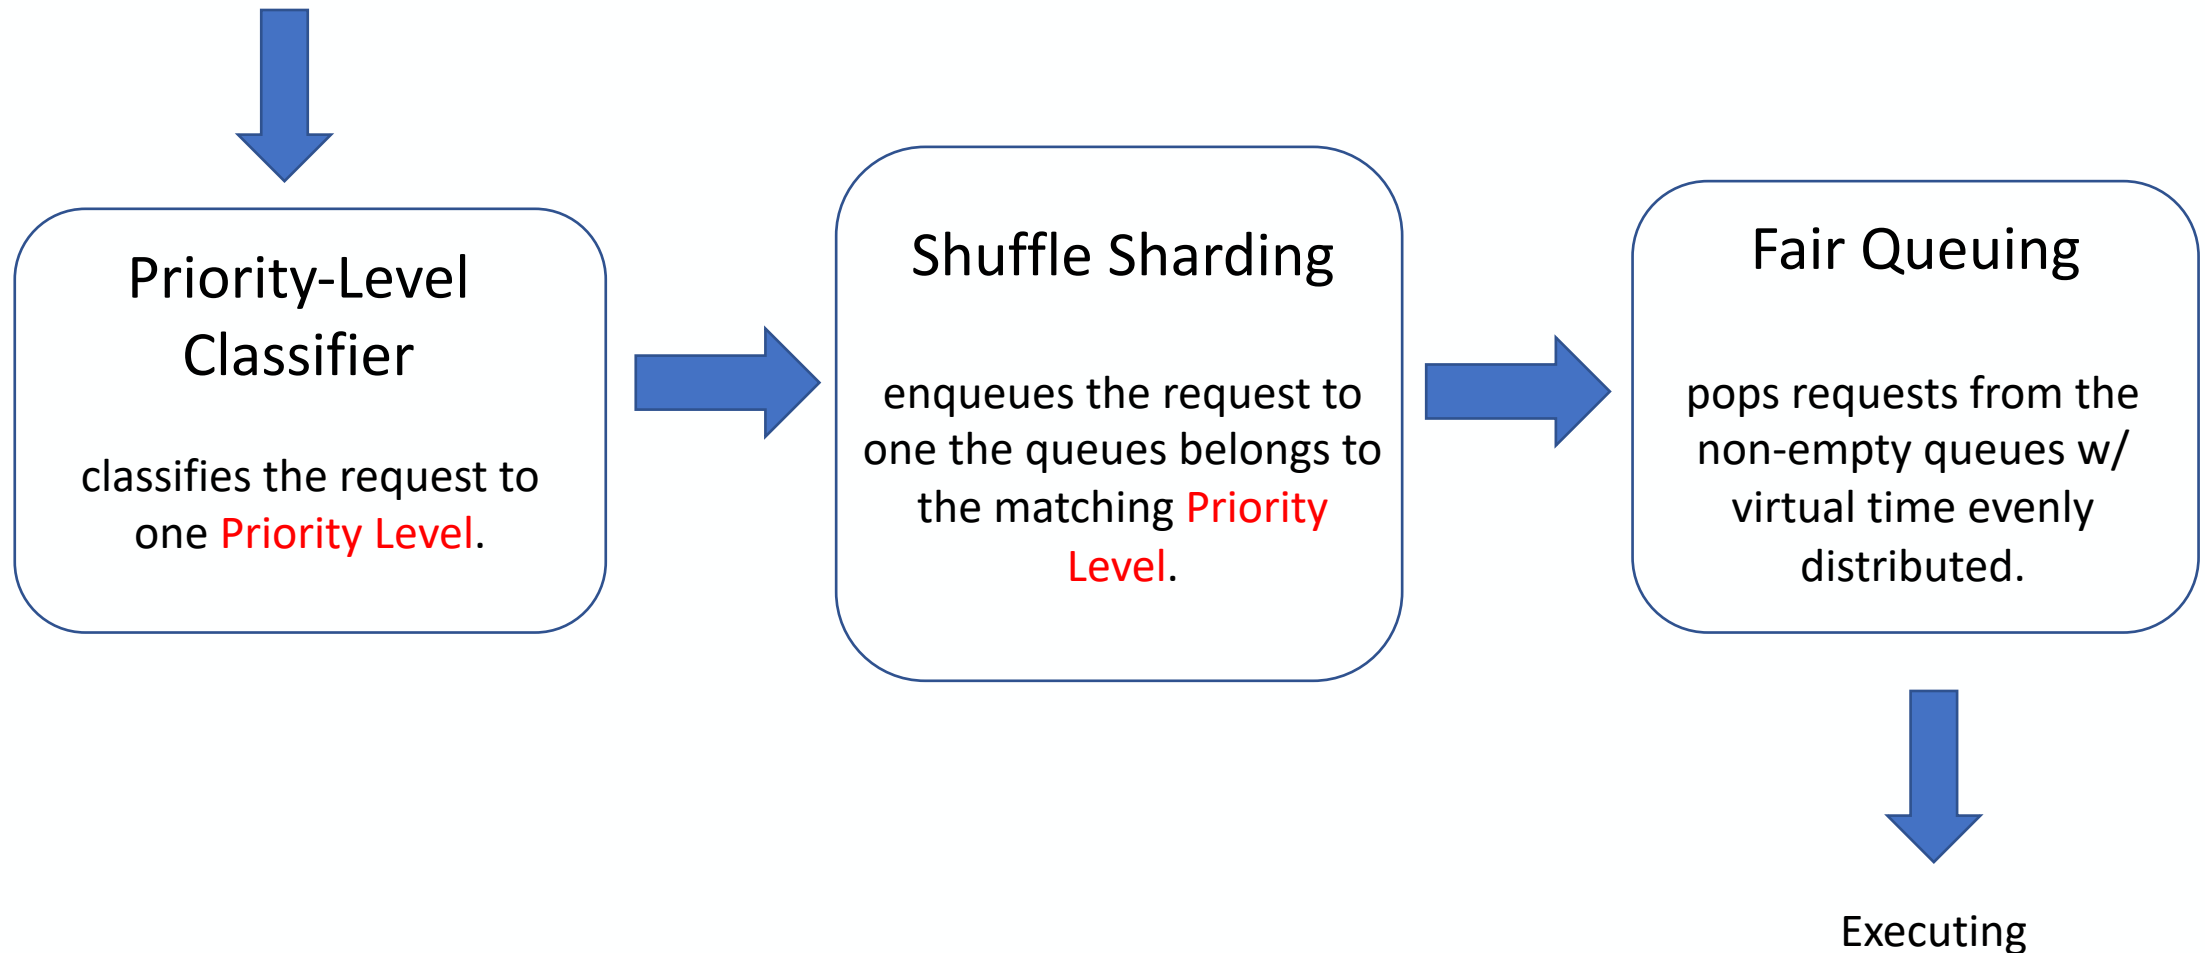 Priority-Level
Classifier
classifies the request to
one Priority Level.
Shuffle Sharding
enqueues the request to
one the queues belongs to
the matching Priority
Level.
Fair Queuing
pops requests from the
non-empty queues w/
virtual time evenly
distributed.
Executing